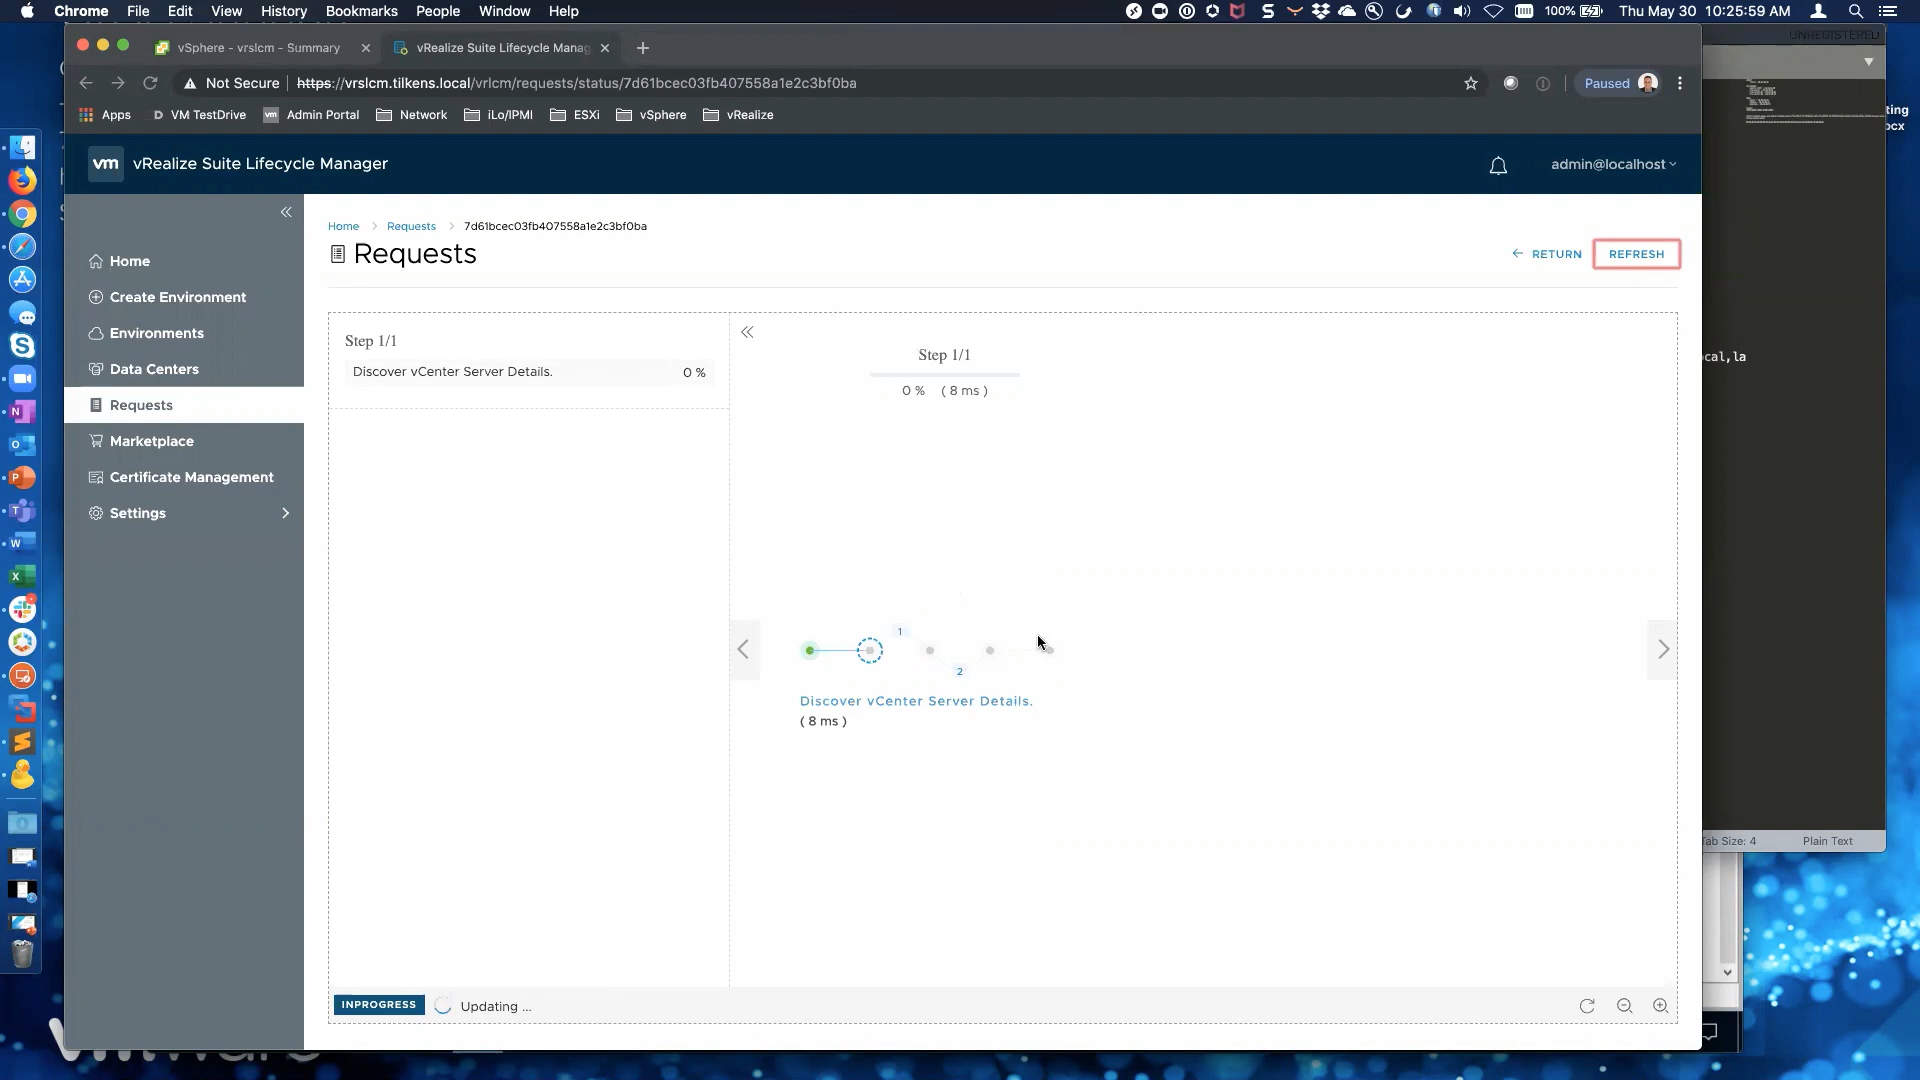 Chrome File Edit View History Bookmarks People Window Help
100% Thu May 30 10:25:59 AM
UNREGISTERED
vSphere - vrslcm - Summary
vRealize Suite Lifecycle Manag
Not Secure https://vrslcm.tilkens.local/vrlcm/requests/status/7d61bcec03fb407558a1e2c3bf0ba
Paused
Apps VM TestDrive Admin Portal Network iLo/IPMI ESXi vSphere vRealize
ting
ocx
vm vRealize Suite Lifecycle Manager
admin@localhost
Home
Create Environment
Environments
Data Centers
Requests
Marketplace
Certificate Management
Settings
Home Requests 7d61bcec03fb407558a1e2c3bf0ba
Requests
RETURN REFRESH
Step 1/1
Discover vCenter Server Details. 0 %
Step 1/1
0 % ( 8 ms )
cal,la
1
2
Discover vCenter Server Details.
( 8 ms )
Tab Size: 4 Plain Text
INPROGRESS Updating ...